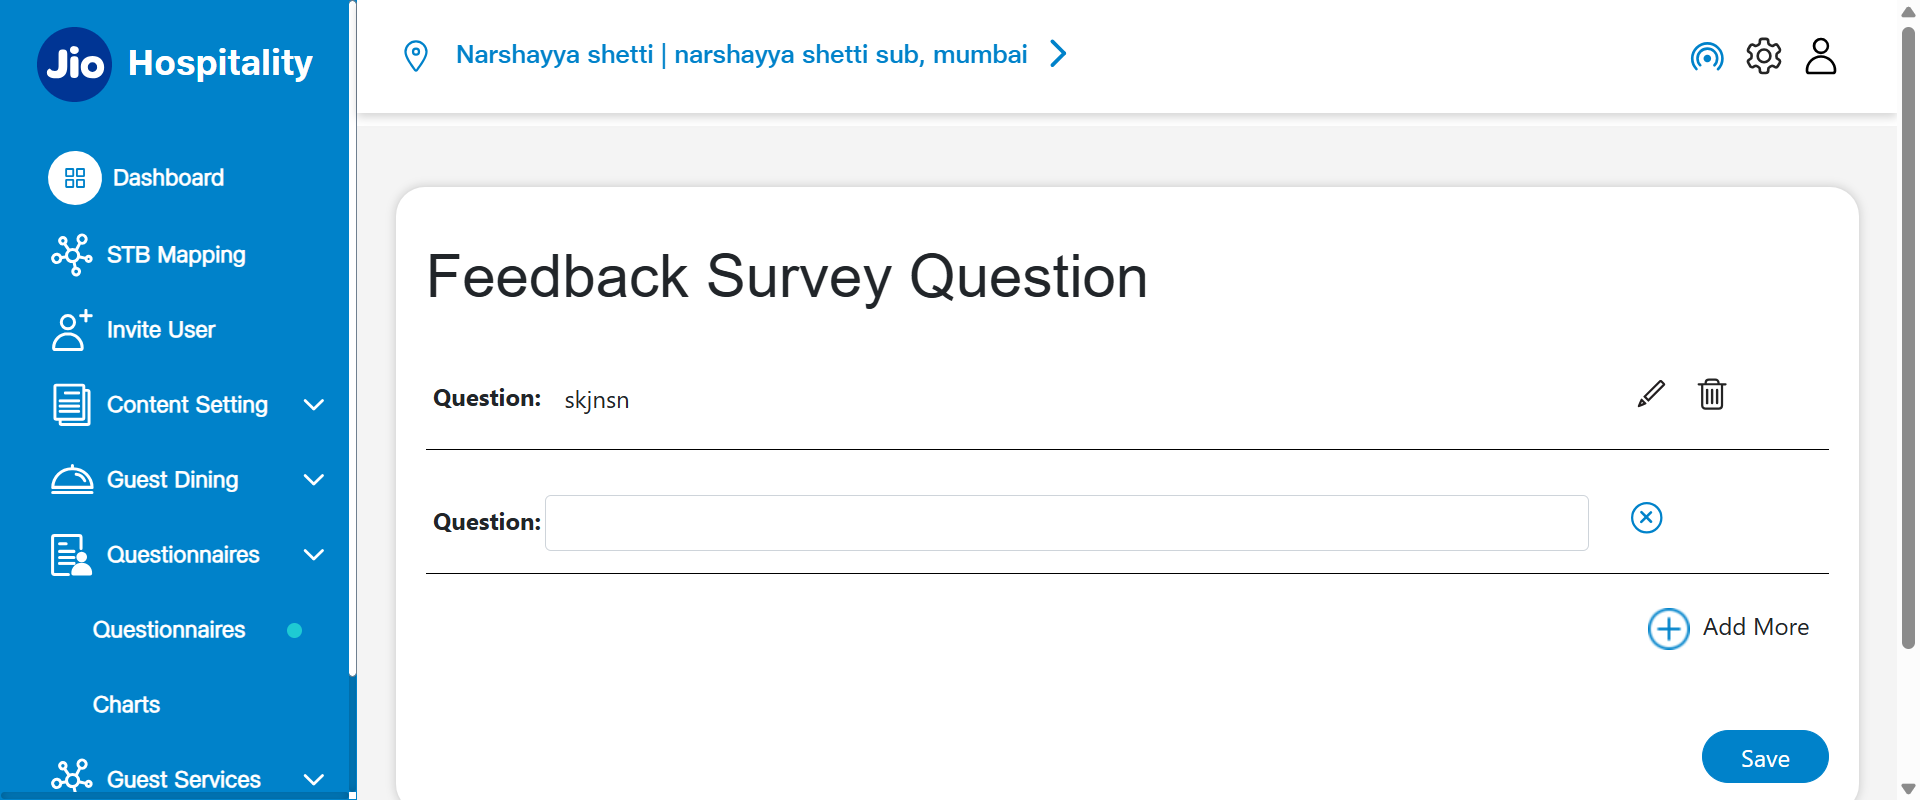 Jio Hospitality
Narshayya shetti | narshayya shetti sub, mumbai
Dashboard
STB Mapping
Invite User
Content Setting
Guest Dining
Questionnaires
Questionnaires
Charts
Guest Services
Feedback Survey Question
Question: skjnsn
Question:
Add More
Save